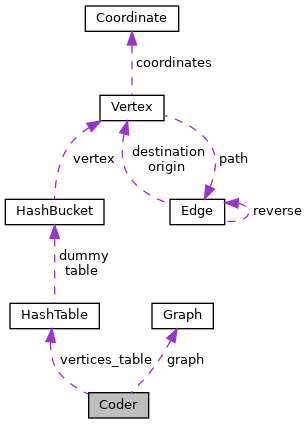 Coordinate
coordinates
Vertex
vertex
destination
origin
path
HashBucket
Edge
reverse
dummy
table
HashTable
Graph
vertices_table
graph
Coder